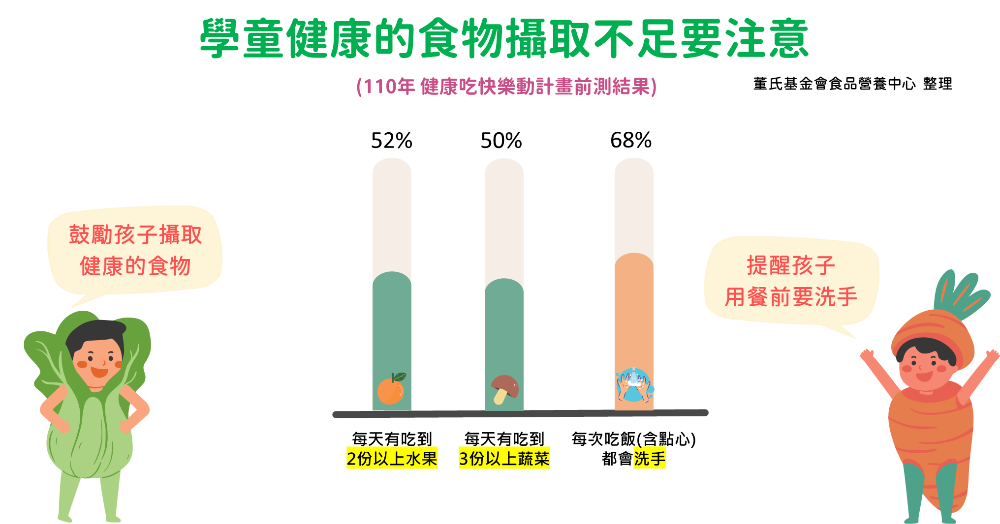 學童健康的食物攝取不足要注意
(110年 健康吃快樂動計畫前測結果)
董氏基金會食品營養中心 整理
52%
50%
68%
鼓勵孩子攝取
健康的食物
提醒孩子
用餐前要洗手
每天有吃到
2份以上水果
每天有吃到
3份以上蔬菜
每次吃飯(含點心)
都會洗手